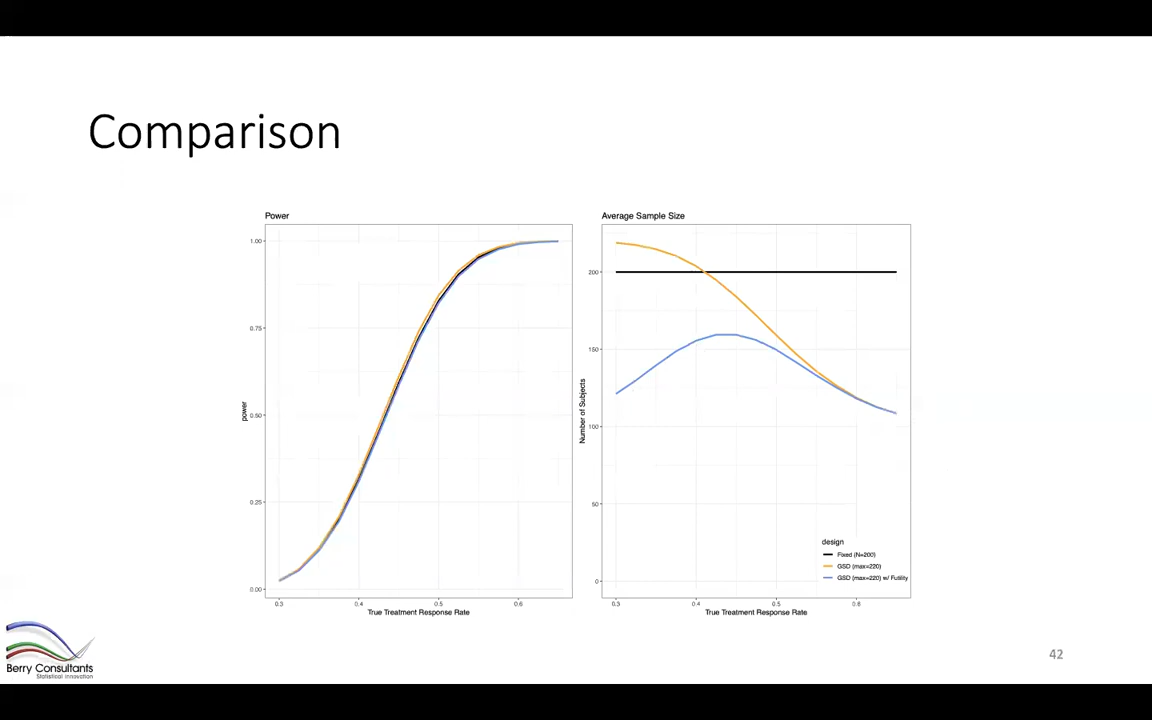 Comparison
Power
1.00
0.75
0.50
0.25
0.00
power
0.3
0.4
0.5
0.6
True Treatment Response Rate
Average Sample Size
200
150
100
50
0
Number of Subjects
0.3
0.4
0.5
0.6
True Treatment Response Rate
design
Fixed (N=200)
GSD (max=220)
GSD (max=220) w/ Futility
Berry Consultants
Statistical Innovation
42